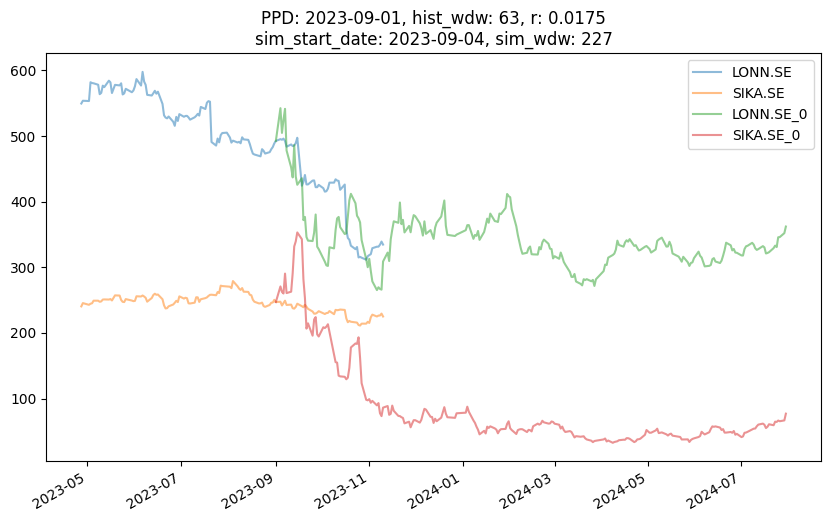 PPD: 2023-09-01, hist_wdw: 63, r: 0.0175
sim_start_date: 2023-09-04, sim_wdw: 227
LONN.SE
SIKA.SE
LONN.SE_0
SIKA.SE_0
600
500
400
300
200
100
2023-05
2023-07
2023-09
2023-11
2024-01
2024-03
2024-05
2024-07